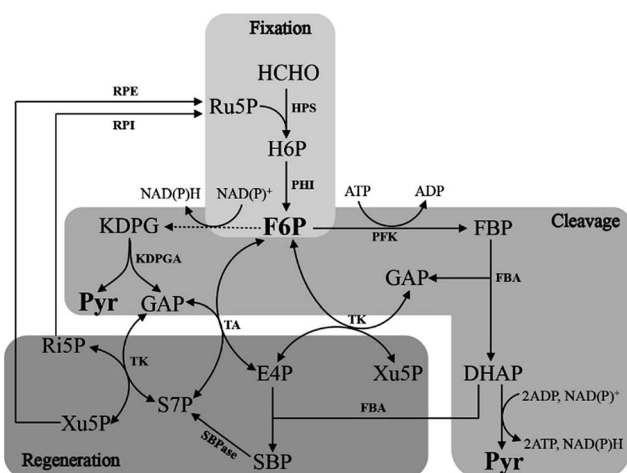 Fixation
HCHO
RPE
Ru5P
HPS
RPI
H6P
PHI
NAD(P)H
NAD(P)+
ATP
ADP
KDPG
F6P
PFK
FBP
Cleavage
KDPGA
GAP
FBA
Pyr
GAP
TA
TK
Ri5P
TK
E4P
Xu5P
DHAP
S7P
2ADP, NAD(P)+
Xu5P
FBA
SBPase
2ATP, NAD(P)H
Regeneration
SBP
Pyr